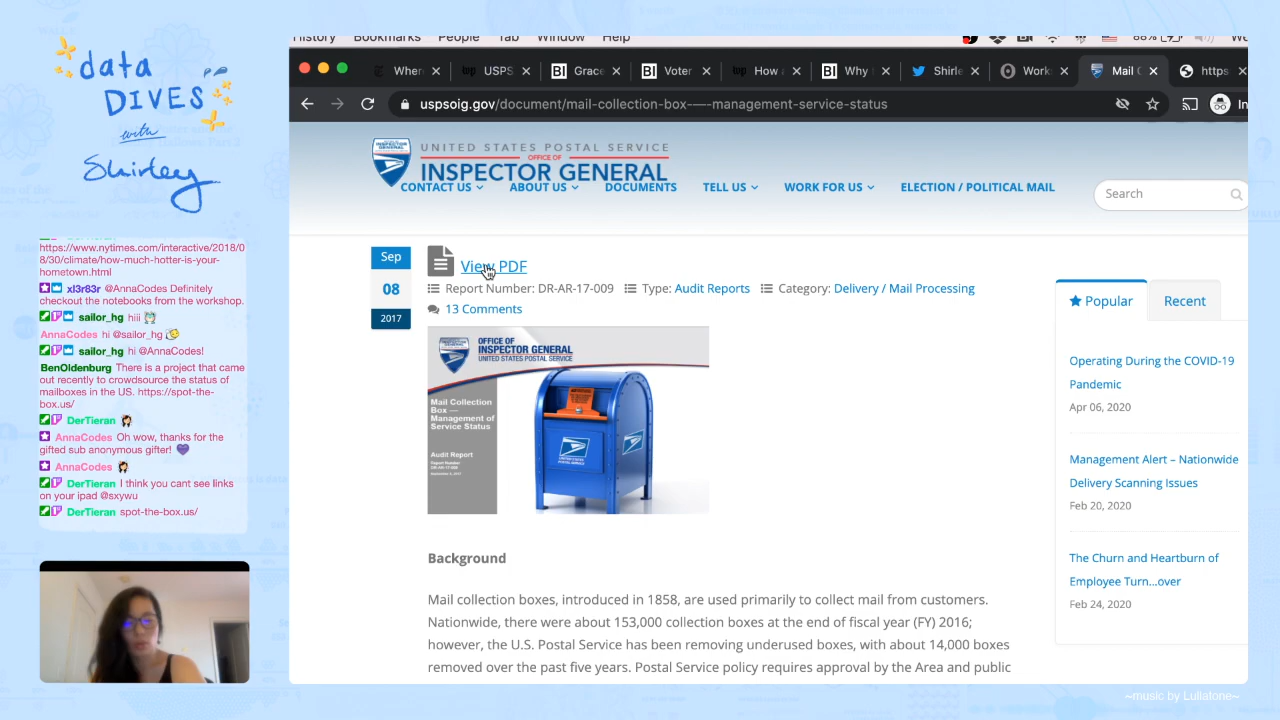 data
DIVES
with
Shirley
https://www.nytimes.com/interactive/2018/0
8/30/climate/how-much-hotter-is-your-
hometown.html
xl3r83r @AnnaCodes Definitely
checkout the notebooks from the workshop.
sailor_hg hiii
AnnaCodes hi @sailor_hg
sailor_hg hi @AnnaCodes!
BenOldenburg There is a project that came
out recently to crowdsource the status of
mailboxes in the US. https://spot-the-
box.us/
DerTieran
AnnaCodes Oh wow, thanks for the
gifted sub anonymous gifter!
AnnaCodes
DerTieran I think you cant see links
on your ipad @sxywu
DerTieran spot-the-box.us/
History Bookmarks People Tab Window Help 88%
Where USPS BI Grace BI Voter How a BI Why Shirle Work Mail C https
uspsoig.gov/document/mail-collection-box-—-management-service-status In
UNITED STATES POSTAL SERVICE
OFFICE OF
INSPECTOR GENERAL
CONTACT US ABOUT US DOCUMENTS TELL US WORK FOR US ELECTION / POLITICAL MAIL
Search
Sep
08
2017
View PDF
Report Number: DR-AR-17-009 Type: Audit Reports Category: Delivery / Mail Processing
13 Comments
OFFICE OF
INSPECTOR GENERAL
UNITED STATES POSTAL SERVICE
Mail Collection
Box —
Management of
Service Status
Audit Report
Report Number
DR-AR-17-009
September 8, 2017
Background
Mail collection boxes, introduced in 1858, are used primarily to collect mail from customers.
Nationwide, there were about 153,000 collection boxes at the end of fiscal year (FY) 2016;
however, the U.S. Postal Service has been removing underused boxes, with about 14,000 boxes
removed over the past five years. Postal Service policy requires approval by the Area and public
Popular Recent
Operating During the COVID-19
Pandemic
Apr 06, 2020
Management Alert – Nationwide
Delivery Scanning Issues
Feb 20, 2020
The Churn and Heartburn of
Employee Turn...over
Feb 24, 2020
~music by Lullatone~